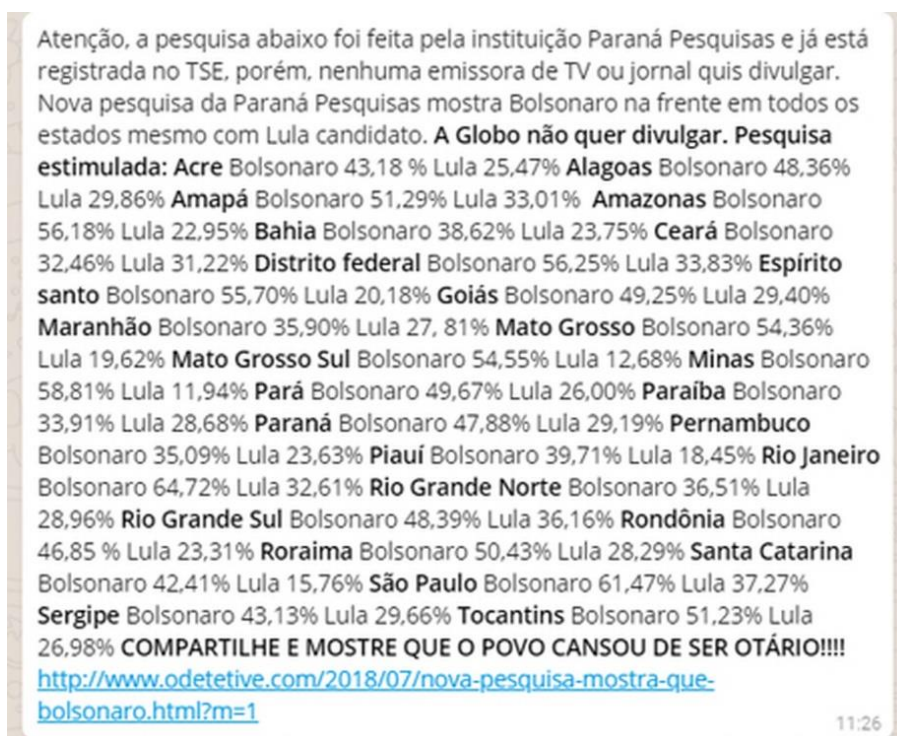 Atenção, a pesquisa abaixo foi feita pela instituição Paraná Pesquisas e já está
registrada no TSE, porém, nenhuma emissora de TV ou jornal quis divulgar.
Nova pesquisa da Paraná Pesquisas mostra Bolsonaro na frente em todos os
estados mesmo com Lula candidato. A Globo não quer divulgar. Pesquisa
estimulada: Acre Bolsonaro 43,18 % Lula 25,47% Alagoas Bolsonaro 48,36%
Lula 29,86% Amapá Bolsonaro 51,29% Lula 33,01% Amazonas Bolsonaro
56,18% Lula 22,95% Bahia Bolsonaro 38,62% Lula 23,75% Ceará Bolsonaro
32,46% Lula 31,22% Distrito federal Bolsonaro 56,25% Lula 33,83% Espírito
santo Bolsonaro 55,70% Lula 20,18% Goiás Bolsonaro 49,25% Lula 29,40%
Maranhão Bolsonaro 35,90% Lula 27, 81% Mato Grosso Bolsonaro 54,36%
Lula 19,62% Mato Grosso Sul Bolsonaro 54,55% Lula 12,68% Minas Bolsonaro
58,81% Lula 11,94% Pará Bolsonaro 49,67% Lula 26,00% Paraíba Bolsonaro
33,91% Lula 28,68% Paraná Bolsonaro 47,88% Lula 29,19% Pernambuco
Bolsonaro 35,09% Lula 23,63% Piauí Bolsonaro 39,71% Lula 18,45% Rio Janeiro
Bolsonaro 64,72% Lula 32,61% Rio Grande Norte Bolsonaro 36,51% Lula
28,96% Rio Grande Sul Bolsonaro 48,39% Lula 36,16% Rondônia Bolsonaro
46,85 % Lula 23,31% Roraima Bolsonaro 50,43% Lula 28,29% Santa Catarina
Bolsonaro 42,41% Lula 15,76% São Paulo Bolsonaro 61,47% Lula 37,27%
Sergipe Bolsonaro 43,13% Lula 29,66% Tocantins Bolsonaro 51,23% Lula
26,98% COMPARTILHE E MOSTRE QUE O POVO CANSOU DE SER OTÁRIO!!!!
http://www.odetetive.com/2018/07/nova-pesquisa-mostra-que-
bolsonaro.html?m=1
11:26